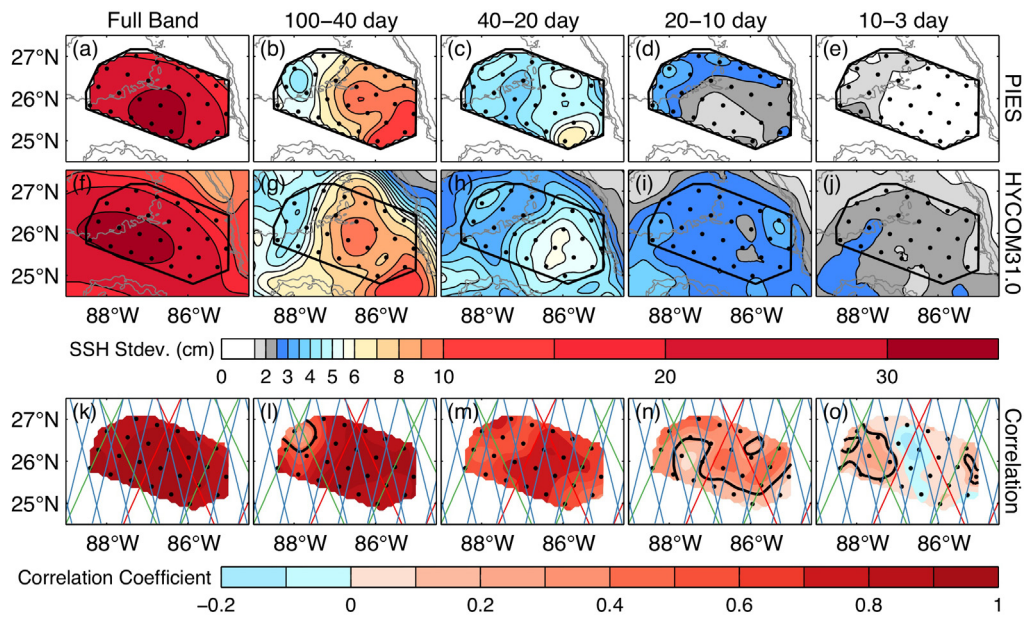 Full Band 100–40 day 40–20 day 20–10 day 10–3 day
27°N (a) (b) (c) (d) (e) PIES
26°N
25°N
27°N (f) (g) (h) (i) (j) HYCOM31.0
26°N
25°N
88°W 86°W 88°W 86°W 88°W 86°W 88°W 86°W 88°W 86°W
SSH Stdev. (cm)
0 2 3 4 5 6 8 10 20 30
27°N (k) (l) (m) (n) (o) Correlation
26°N
25°N
88°W 86°W 88°W 86°W 88°W 86°W 88°W 86°W 88°W 86°W
Correlation Coefficient
−0.2 0 0.2 0.4 0.6 0.8 1